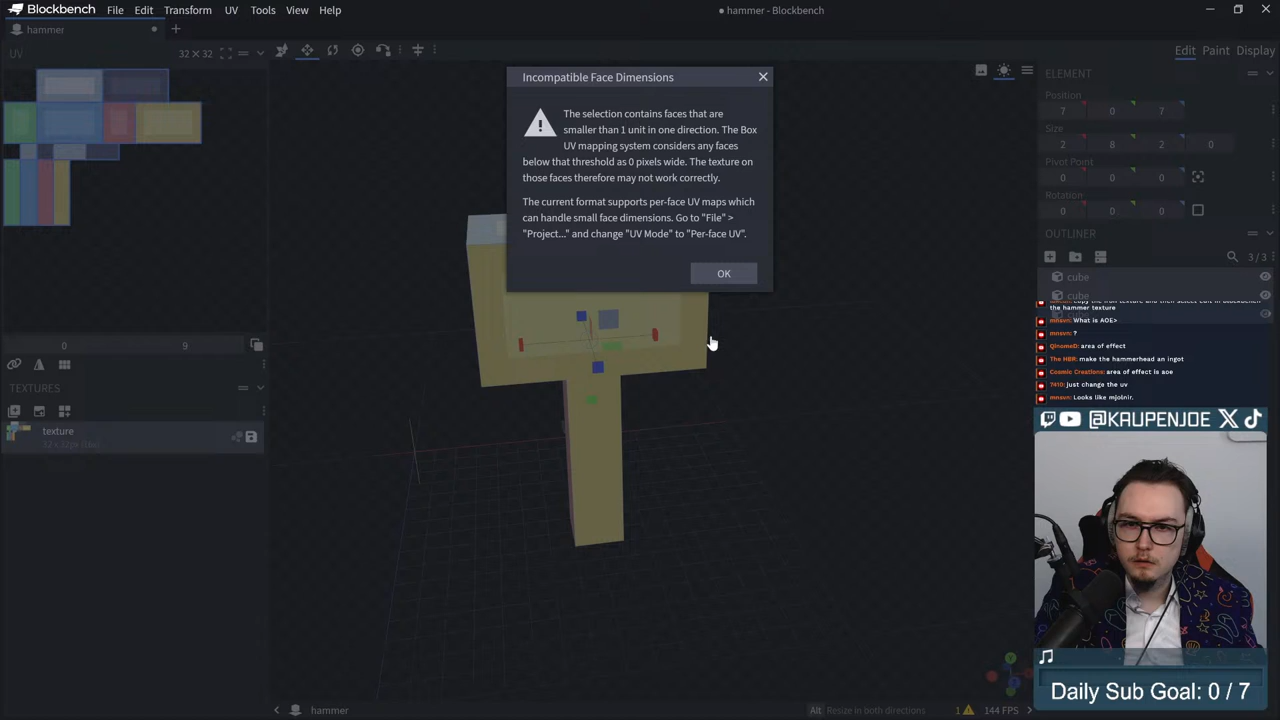 Blockbench File Edit Transform UV Tools View Help
hammer - Blockbench
hammer
UV 32 × 32
Edit Paint Display
Incompatible Face Dimensions
The selection contains faces that are
smaller than 1 unit in one direction. The Box
UV mapping system considers any faces
below that threshold as 0 pixels wide. The texture on
those faces therefore may not work correctly.
The current format supports per-face UV maps which
can handle small face dimensions. Go to "File" >
"Project..." and change "UV Mode" to "Per-face UV".
OK
0 9
TEXTURES
texture
ELEMENT
Position
7 0 7
Size
2 8 2 0
Pivot Point
0 0 0
Rotation
0 0 0
OUTLINER
3/3
cube
cube
the hammer texture
mnsvn: What is AOE>
mnsvn: ?
QinomeD: area of effect
The HBR: make the hammerhead an ingot
Cosmic Creations: area of effect is aoe
7410: just change the uv
mnsvn: Looks like mjolnir.
@KAUPENJOE
Daily Sub Goal: 0 / 7
hammer
Alt Resize in both directions 1 144 FPS